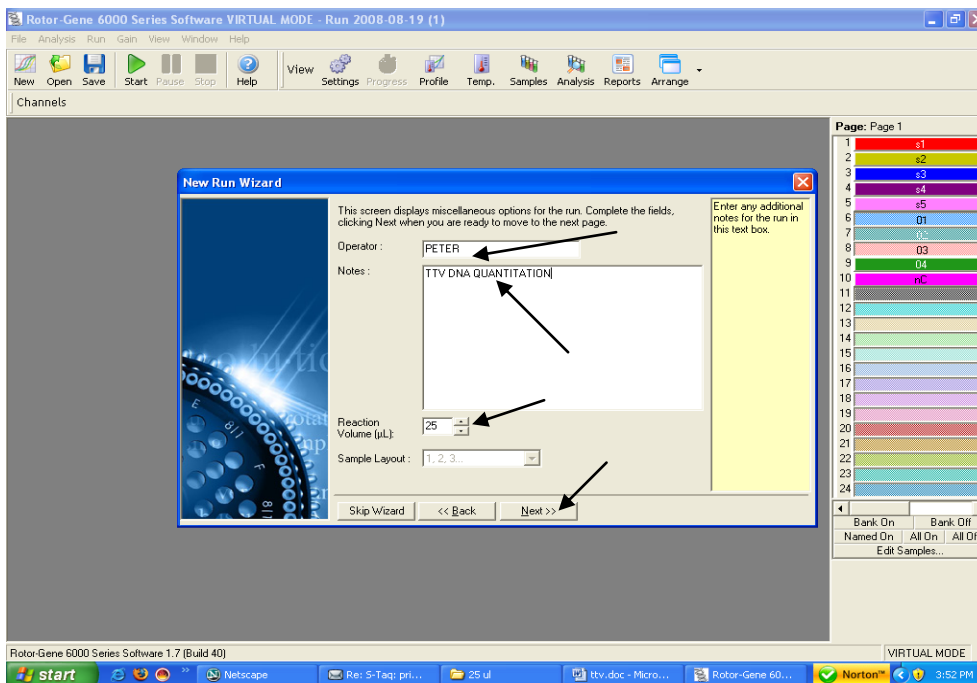 Rotor-Gene 6000 Series Software VIRTUAL MODE - Run 2008-08-19 (1)
File Analysis Run Gain View Window Help
New Open Save Start Pause Stop Help View Settings Progress Profile Temp. Samples Analysis Reports Arrange
Channels
Page: Page 1
1 s1
2 s2
3 s3
4 s4
5 s5
6 01
7
8 03
9 04
10 nC
11
12
13
14
15
16
17
18
19
20
21
22
23
24
Bank On Bank Off
Named On All On All Of
Edit Samples...
New Run Wizard
This screen displays miscellaneous options for the run. Complete the fields,
clicking Next when you are ready to move to the next page.
Operator : PETER
Notes : TTV DNA QUANTITATION
Reaction
Volume (µL): 25
Sample Layout : 1, 2, 3...
Skip Wizard << Back Next >>
Enter any additional
notes for the run in
this text box.
Rotor-Gene 6000 Series Software 1.7 (Build 40) VIRTUAL MODE
start Netscape Re: S-Taq: pri... 25 ul ttv.doc - Micro... Rotor-Gene 60... Norton™ 3:52 PM